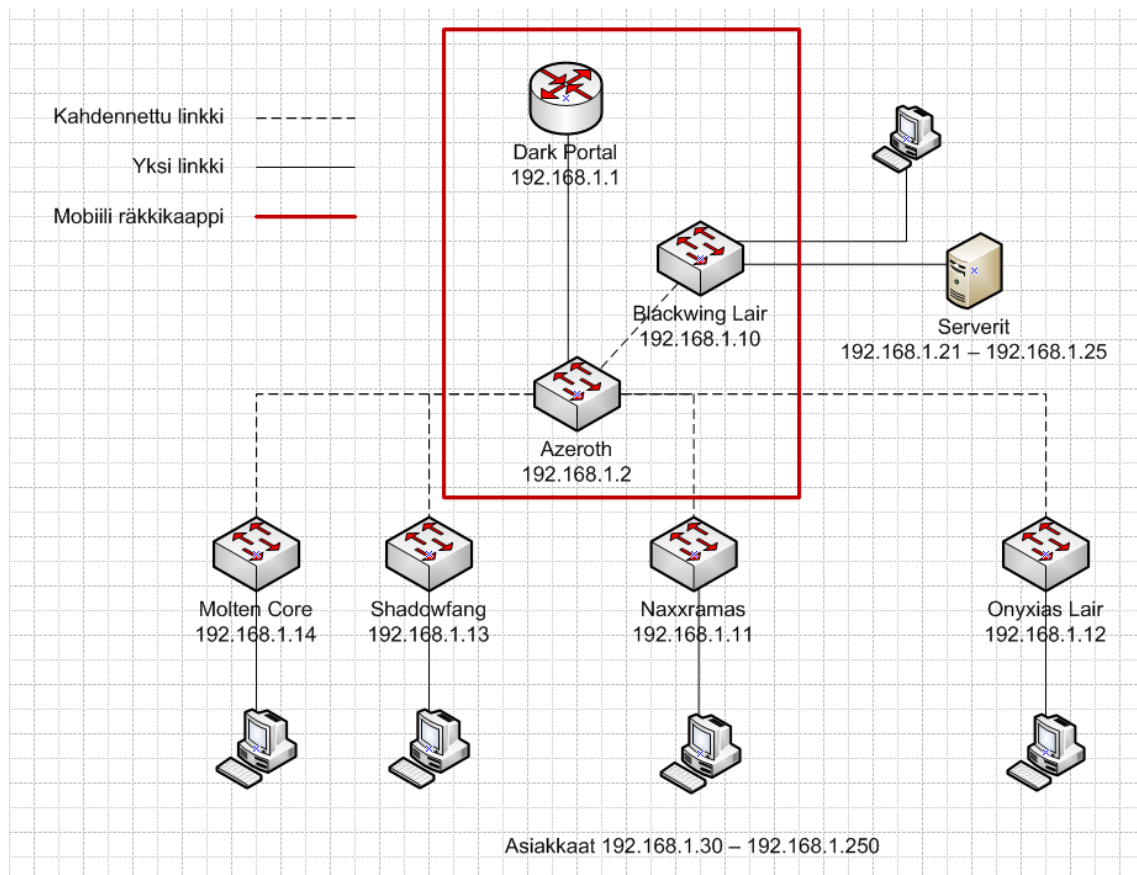 Kahdennettu linkki
Yksi linkki
Mobiili räkkikaappi
Dark Portal
192.168.1.1
Blackwing Lair
192.168.1.10
Serverit
192.168.1.21 – 192.168.1.25
Azeroth
192.168.1.2
Molten Core
192.168.1.14
Shadowfang
192.168.1.13
Naxxramas
192.168.1.11
Onyxias Lair
192.168.1.12
Asiakkaat 192.168.1.30 – 192.168.1.250